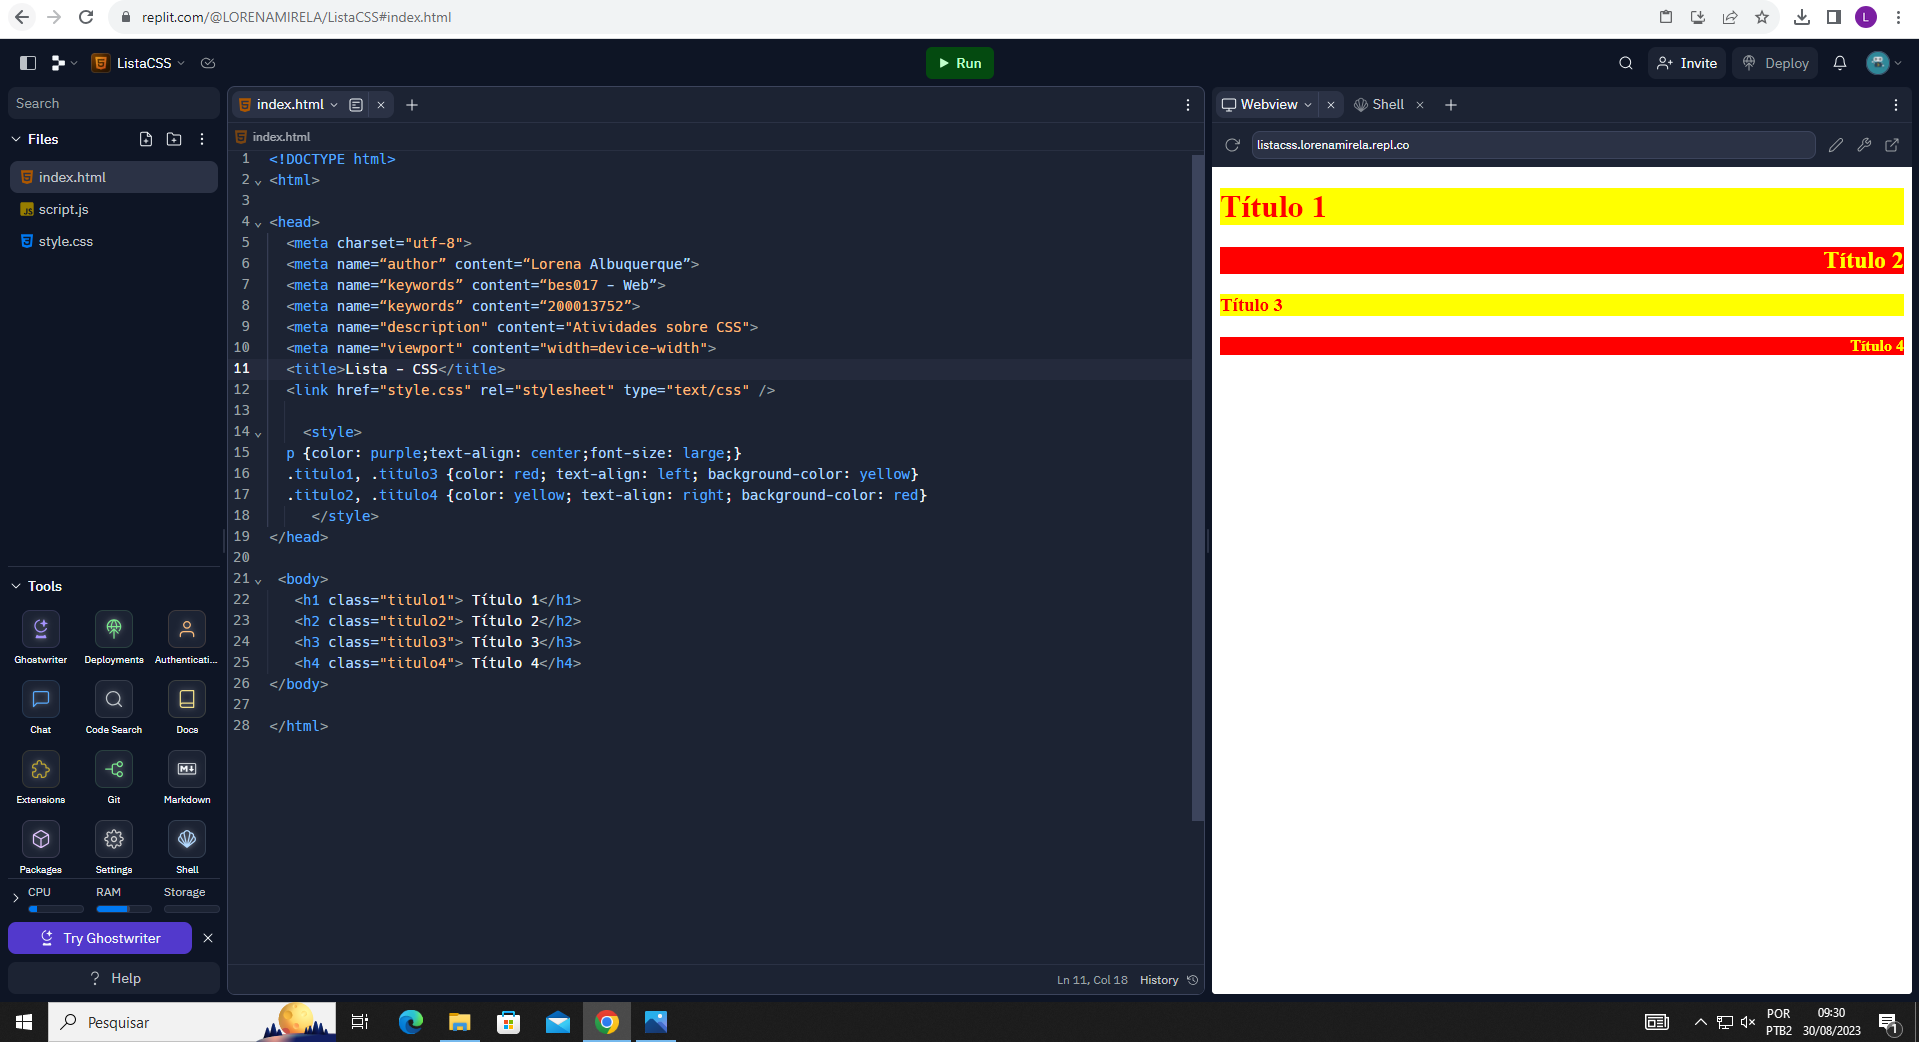 replit.com/@LORENAMIRELA/ListaCSS#index.html
L
ListaCSS
Run
Invite
Deploy
Search
Files
index.html
script.js
style.css
index.html
index.html
1 <!DOCTYPE html>
2 <html>
3
4 <head>
5 <meta charset="utf-8">
6 <meta name=“author” content=“Lorena Albuquerque”>
7 <meta name=“keywords” content=“bes017 - Web”>
8 <meta name=“keywords” content=“200013752”>
9 <meta name="description" content="Atividades sobre CSS">
10 <meta name="viewport" content="width=device-width">
11 <title>Lista - CSS</title>
12 <link href="style.css" rel="stylesheet" type="text/css" />
13
14 <style>
15 p {color: purple;text-align: center;font-size: large;}
16 .titulo1, .titulo3 {color: red; text-align: left; background-color: yellow}
17 .titulo2, .titulo4 {color: yellow; text-align: right; background-color: red}
18 </style>
19 </head>
20
21 <body>
22 <h1 class="titulo1"> Título 1</h1>
23 <h2 class="titulo2"> Título 2</h2>
24 <h3 class="titulo3"> Título 3</h3>
25 <h4 class="titulo4"> Título 4</h4>
26 </body>
27
28 </html>
Ln 11, Col 18 History
Webview
Shell
listacss.lorenamirela.repl.co
Título 1
Título 2
Título 3
Título 4
Tools
Ghostwriter Deployments Authenticati...
Chat Code Search Docs
M
Extensions Git Markdown
Packages Settings Shell
CPU RAM Storage
Try Ghostwriter
? Help
Pesquisar
POR
PTB2
09:30
30/08/2023
1